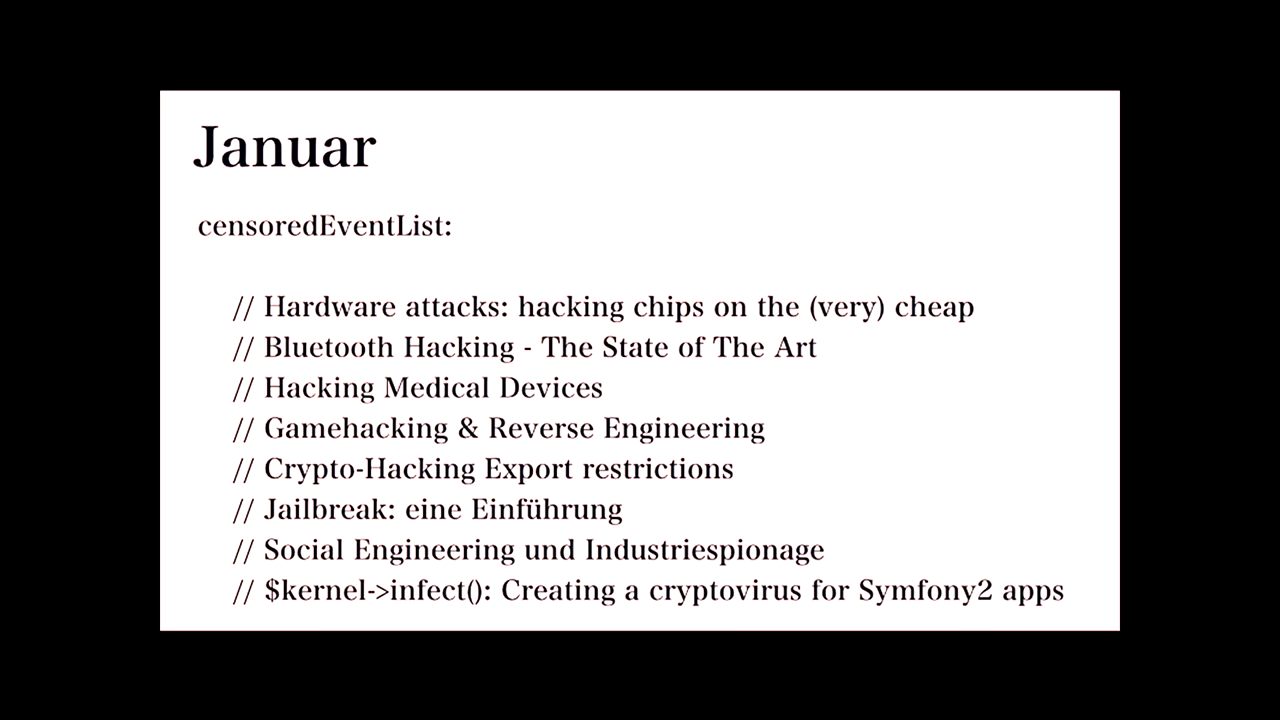 Januar
censoredEventList:
// Hardware attacks: hacking chips on the (very) cheap
// Bluetooth Hacking - The State of The Art
// Hacking Medical Devices
// Gamehacking & Reverse Engineering
// Crypto-Hacking Export restrictions
// Jailbreak: eine Einführung
// Social Engineering und Industriespionage
// $kernel->infect(): Creating a cryptovirus for Symfony2 apps